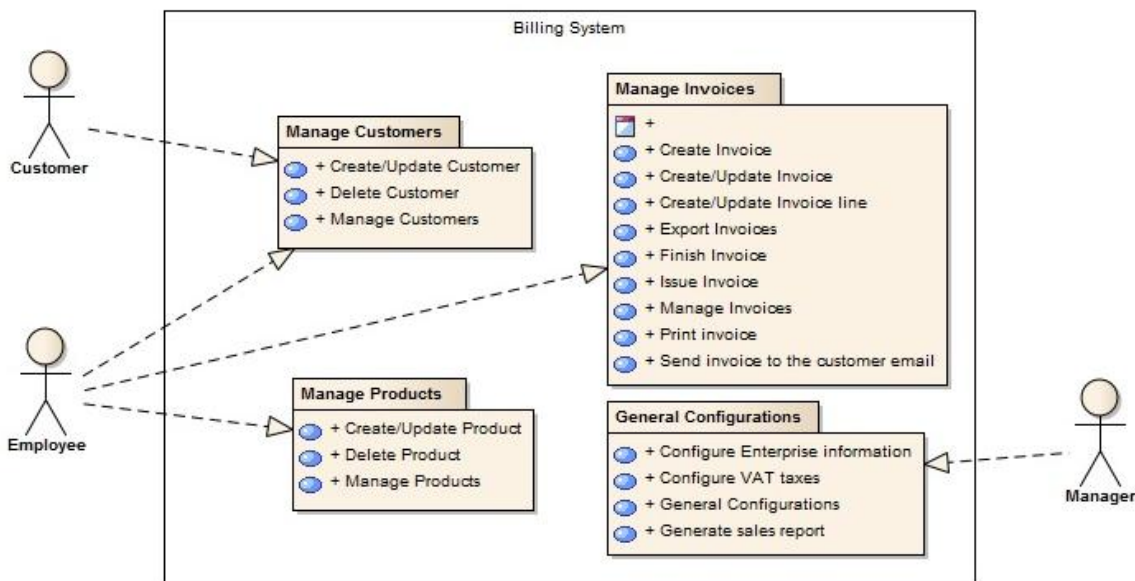 Billing System
Customer
Manage Customers
+ Create/Update Customer
+ Delete Customer
+ Manage Customers
Manage Invoices
+
+ Create Invoice
+ Create/Update Invoice
+ Create/Update Invoice line
+ Export Invoices
+ Finish Invoice
+ Issue Invoice
+ Manage Invoices
+ Print invoice
+ Send invoice to the customer email
Employee
Manage Products
+ Create/Update Product
+ Delete Product
+ Manage Products
General Configurations
+ Configure Enterprise information
+ Configure VAT taxes
+ General Configurations
+ Generate sales report
Manager